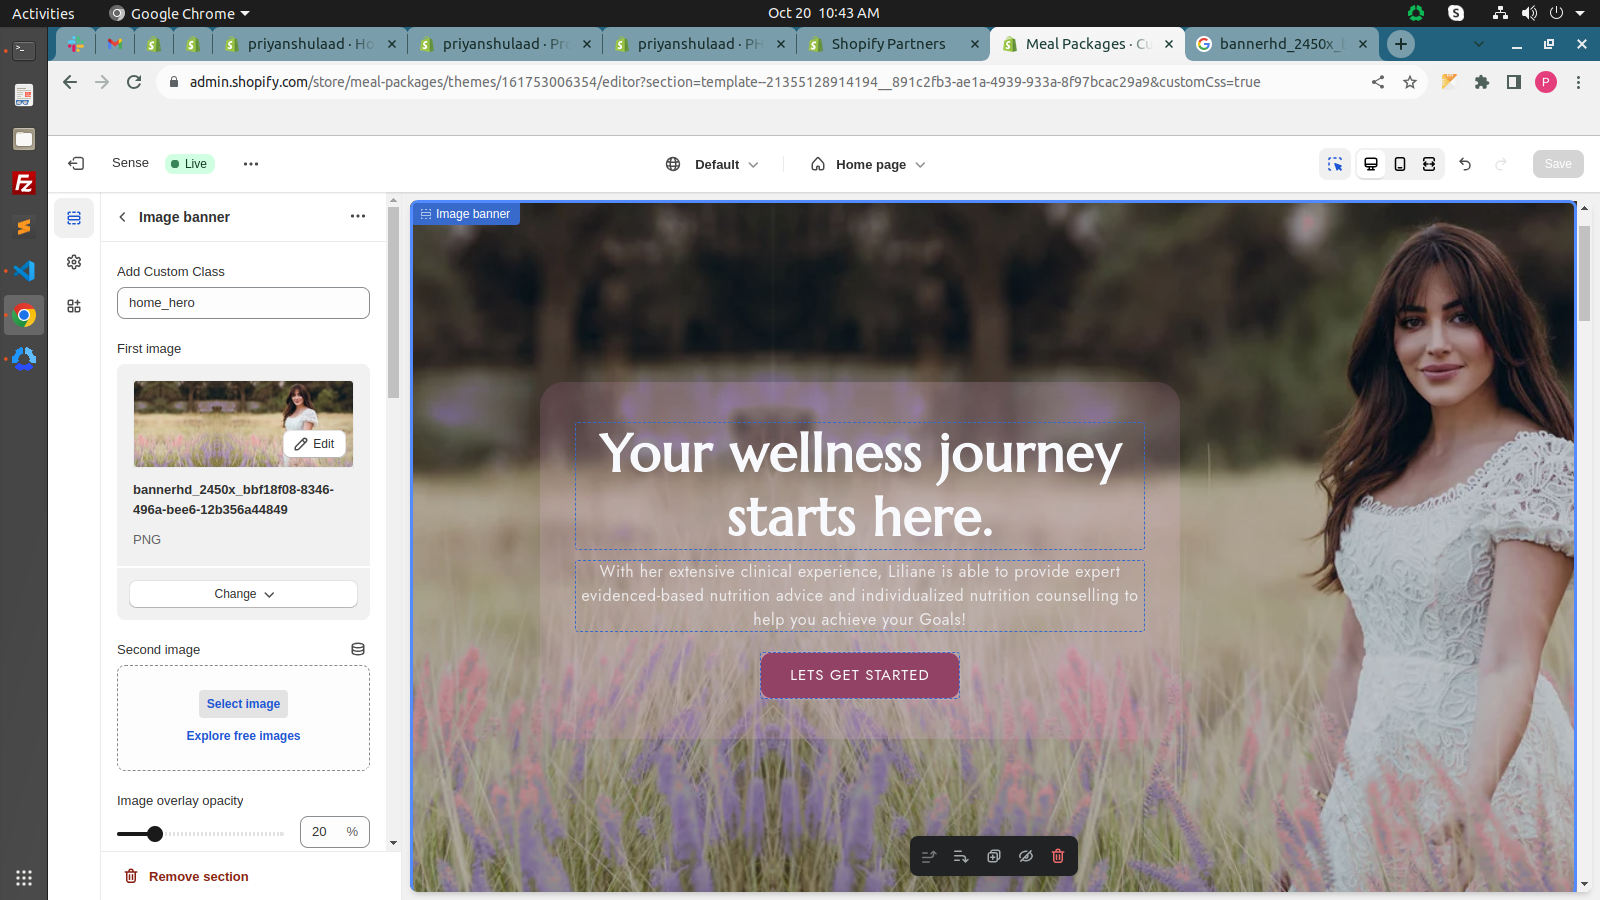 Activities
Google Chrome
Oct 20 10:43 AM
priyanshulaad · Ho
priyanshulaad · Pr
priyanshulaad · PH
Shopify Partners
Meal Packages · Cu
bannerhd_2450x_b
admin.shopify.com/store/meal-packages/themes/161753006354/editor?section=template--21355128914194__891c2fb3-ae1a-4939-933a-8f97bcac29a9&customCss=true
P
Sense
Live
Default
Home page
Save
Image banner
Add Custom Class
home_hero
First image
Edit
bannerhd_2450x_bbf18f08-8346-
496a-bee6-12b356a44849
PNG
Change
Second image
Select image
Explore free images
Image overlay opacity
20 %
Remove section
Image banner
Your wellness journey
starts here.
With her extensive clinical experience, Liliane is able to provide expert
evidenced-based nutrition advice and individualized nutrition counselling to
help you achieve your Goals!
LETS GET STARTED